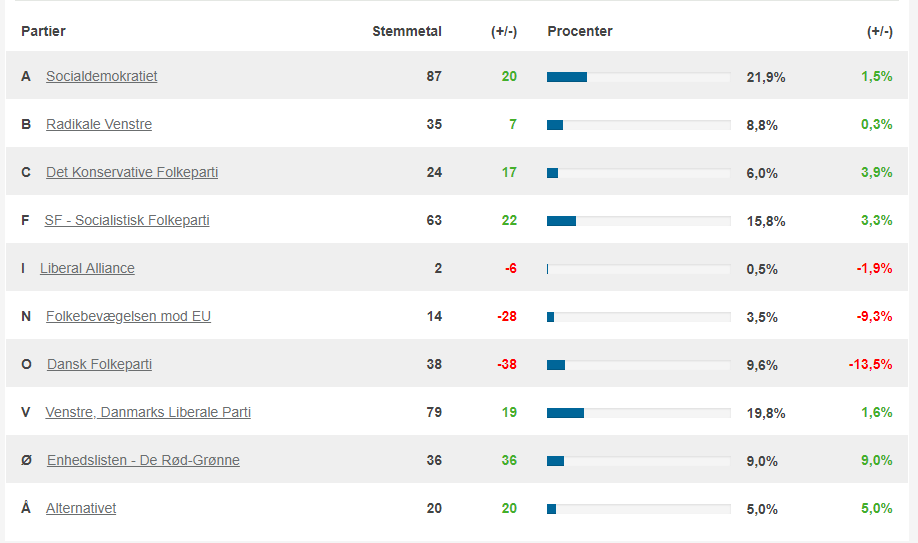 Partier Stemmetal (+/-) Procenter (+/-)
A Socialdemokratiet 87 20 21,9% 1,5%
B Radikale Venstre 35 7 8,8% 0,3%
C Det Konservative Folkeparti 24 17 6,0% 3,9%
F SF - Socialistisk Folkeparti 63 22 15,8% 3,3%
I Liberal Alliance 2 -6 0,5% -1,9%
N Folkebevægelsen mod EU 14 -28 3,5% -9,3%
O Dansk Folkeparti 38 -38 9,6% -13,5%
V Venstre, Danmarks Liberale Parti 79 19 19,8% 1,6%
Ø Enhedslisten - De Rød-Grønne 36 36 9,0% 9,0%
Å Alternativet 20 20 5,0% 5,0%